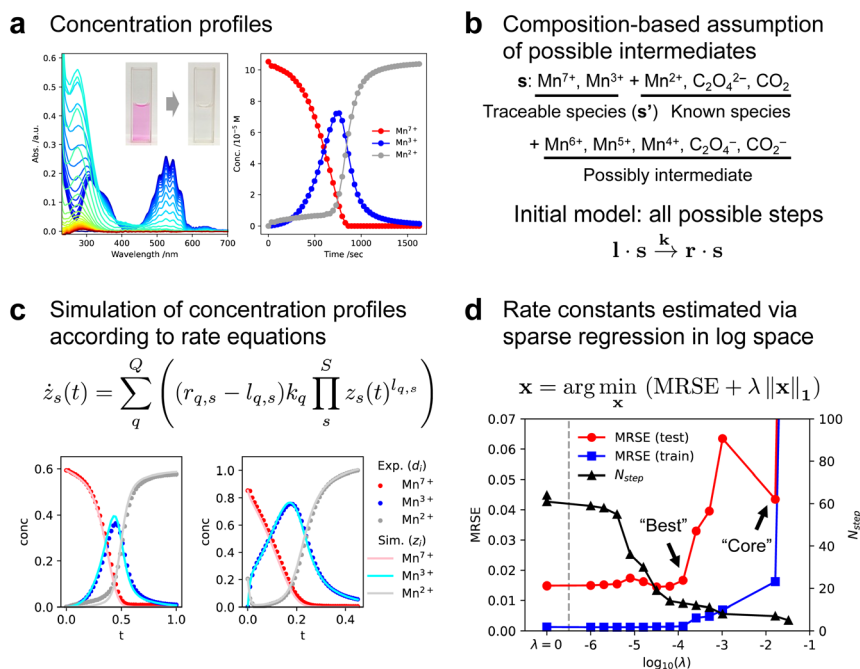 a Concentration profiles
0.6
0.5
0.4
0.3
0.2
0.1
0.0
Abs. /a.u.
300 400 500 600 700
Wavelength /nm
10
8
6
4
2
0
Conc. /10⁻⁵ M
Mn⁷⁺
Mn³⁺
Mn²⁺
0 500 1000 1500
Time /sec
b Composition-based assumption
of possible intermediates
s: Mn⁷⁺, Mn³⁺ + Mn²⁺, C₂O₄²⁻, CO₂
Traceable species (s') Known species
+ Mn⁶⁺, Mn⁵⁺, Mn⁴⁺, C₂O₄⁻, CO₂⁻
Possibly intermediate
Initial model: all possible steps
l · s →ᵏ r · s
c Simulation of concentration profiles
according to rate equations
ż_s(t) = ∑_q^Q ( (r_{q,s} − l_{q,s}) k_q ∏_s^S z_s(t)^{l_{q,s}} )
0.6
0.4
0.2
0.0
conc
0.0 0.5 1.0
t
1.0
0.8
0.6
0.4
0.2
0.0
conc
0.0 0.2 0.4
t
Exp. (dᵢ)
Mn⁷⁺
Mn³⁺
Mn²⁺
Sim. (zᵢ)
Mn⁷⁺
Mn³⁺
Mn²⁺
d Rate constants estimated via
sparse regression in log space
x = arg min_x (MRSE + λ ‖x‖₁)
0.07
0.06
0.05
0.04
0.03
0.02
0.01
0.00
MRSE
MRSE (test)
MRSE (train)
N_step
"Best"
"Core"
100
80
60
40
20
0
N_step
λ = 0 -6 -5 -4 -3 -2 -1
log₁₀(λ)